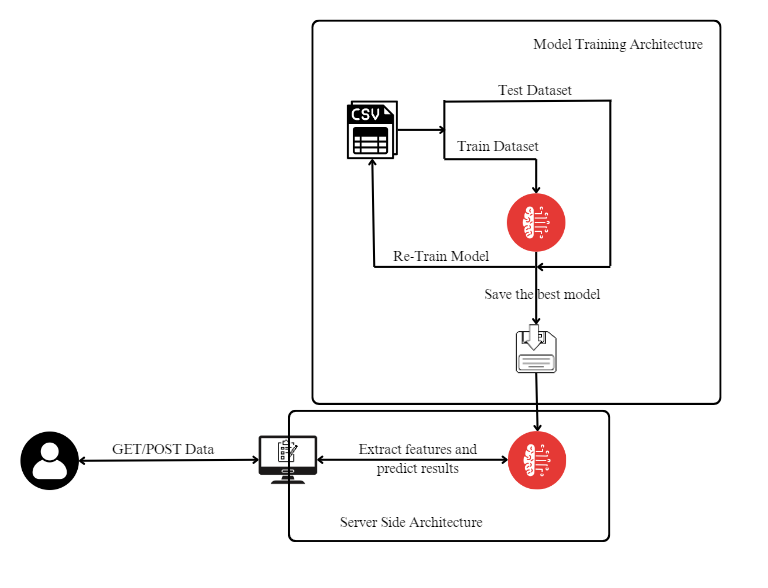 Model Training Architecture
Test Dataset
CSV
Train Dataset
Re-Train Model
Save the best model
GET/POST Data
Extract features and
predict results
Server Side Architecture